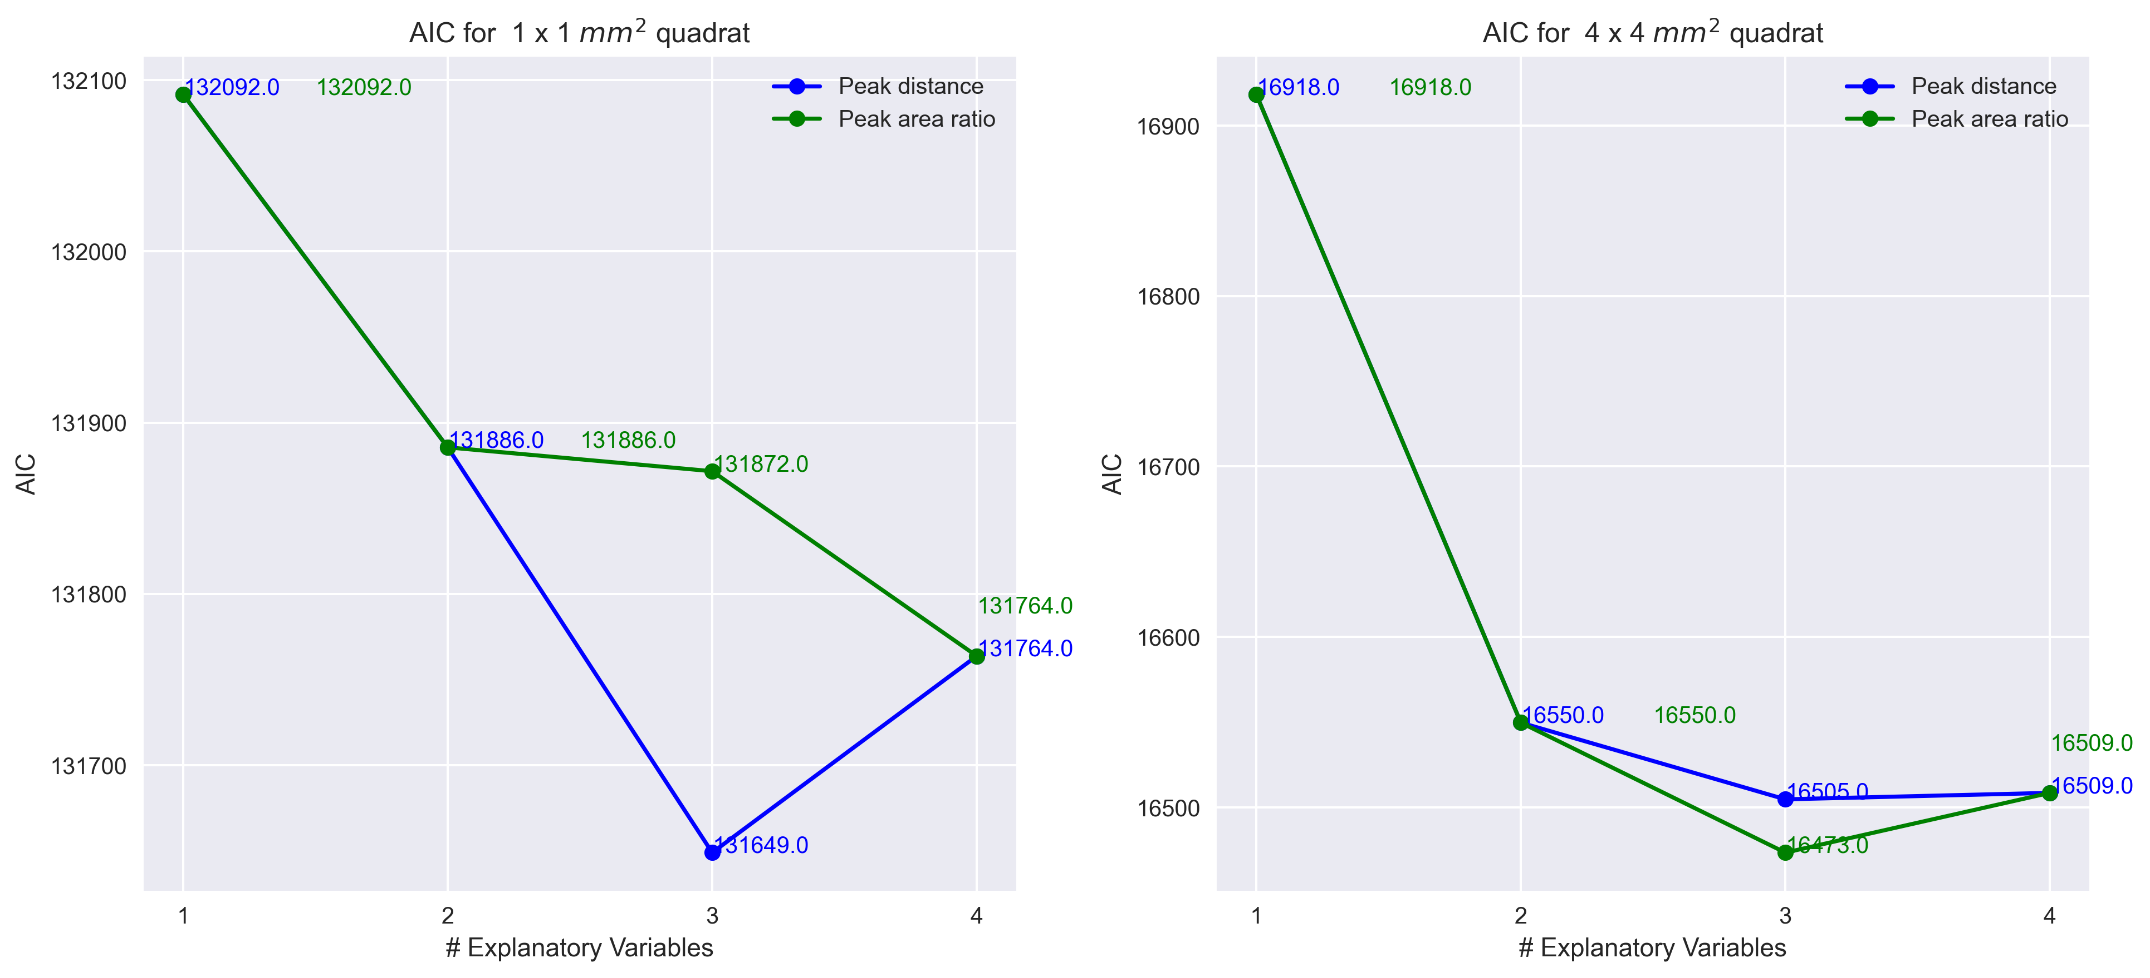 AIC for 1 x 1 mm² quadrat
132100
132000
131900
131800
131700
AIC
132092.0 132092.0
131886.0 131886.0
131872.0
131764.0
131764.0
131649.0
Peak distance
Peak area ratio
1 2 3 4
# Explanatory Variables
AIC for 4 x 4 mm² quadrat
16900
16800
16700
16600
16500
AIC
16918.0 16918.0
16550.0 16550.0
16509.0
16509.0
16505.0
16473.0
Peak distance
Peak area ratio
1 2 3 4
# Explanatory Variables